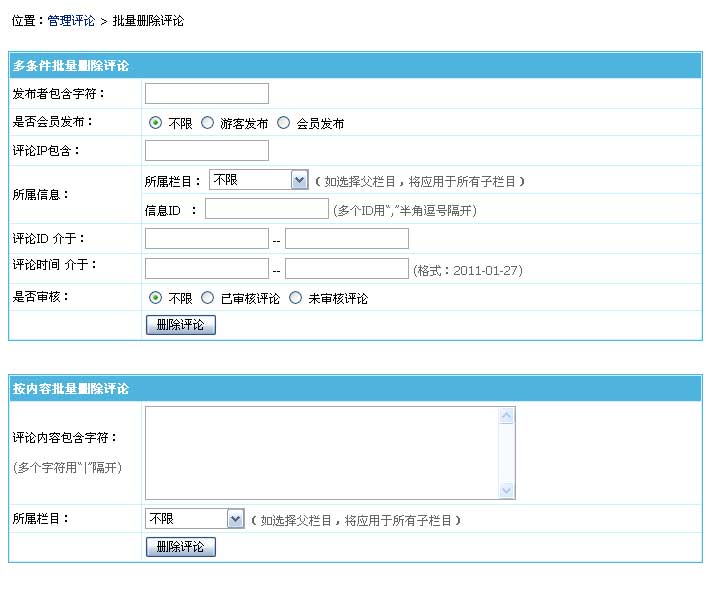 位置：管理评论 > 批量删除评论
多条件批量删除评论
发布者包含字符：
是否会员发布： 不限 游客发布 会员发布
评论IP包含：
所属信息：
所属栏目： 不限 （如选择父栏目，将应用于所有子栏目）
信息ID ： (多个ID用“,”半角逗号隔开)
评论ID 介于： --
评论时间 介于： -- (格式：2011-01-27)
是否审核： 不限 已审核评论 未审核评论
删除评论
按内容批量删除评论
评论内容包含字符：
(多个字符用“|”隔开)
所属栏目： 不限 （如选择父栏目，将应用于所有子栏目）
删除评论